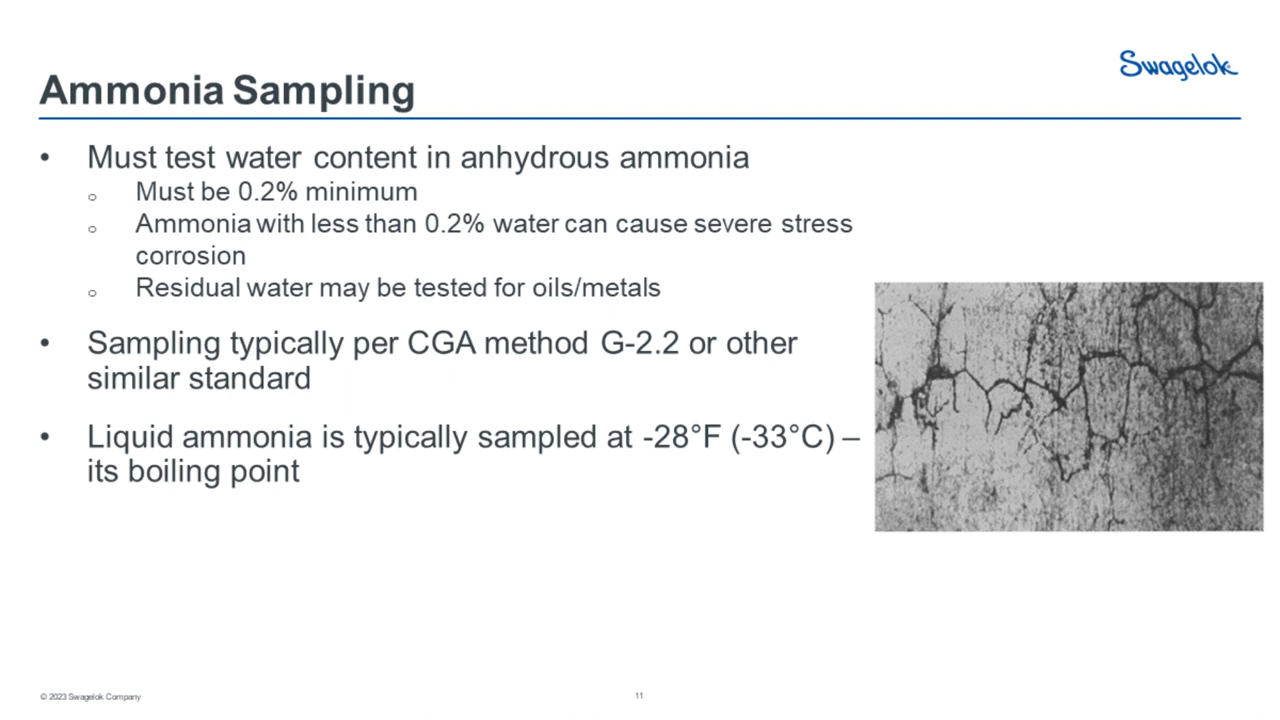 Swagelok
Ammonia Sampling
• Must test water content in anhydrous ammonia
o Must be 0.2% minimum
o Ammonia with less than 0.2% water can cause severe stress
corrosion
o Residual water may be tested for oils/metals
• Sampling typically per CGA method G-2.2 or other
similar standard
• Liquid ammonia is typically sampled at -28°F (-33°C) –
its boiling point
© 2023 Swagelok Company
11